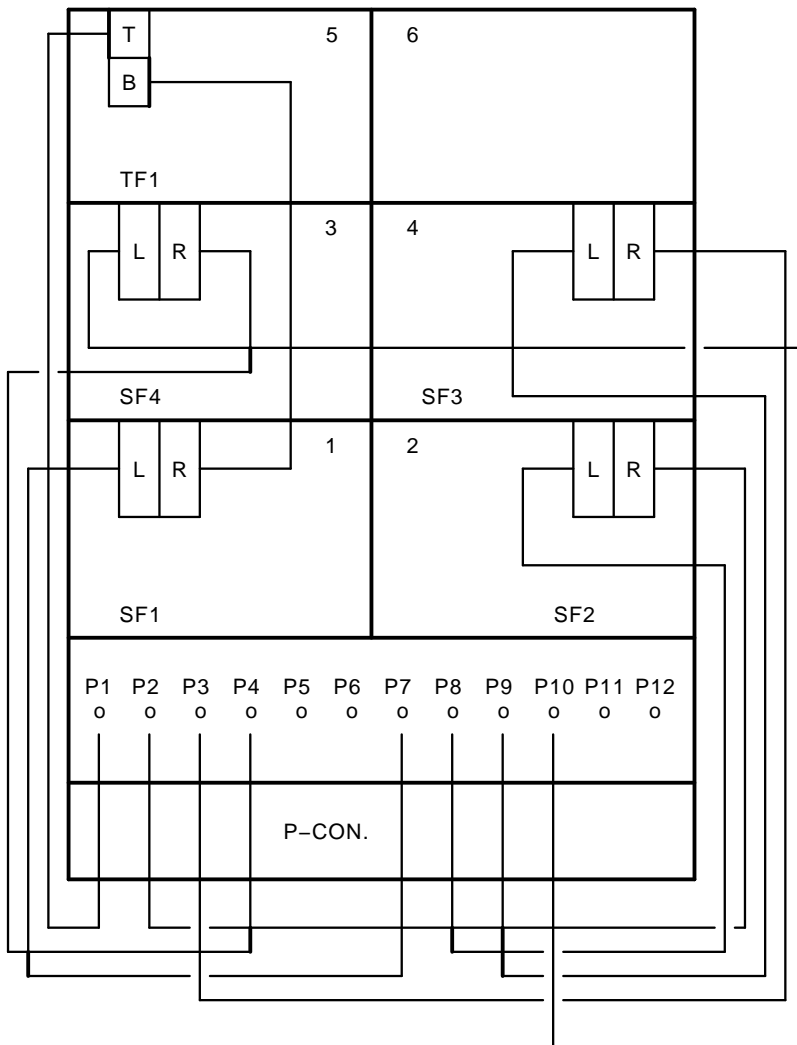 T 5 6
B
TF1
3 4
L R L R
SF4 SF3
1 2
L R L R
SF1 SF2
P1 P2 P3 P4 P5 P6 P7 P8 P9 P10 P11 P12
o o o o o o o o o o o o
P–CON.